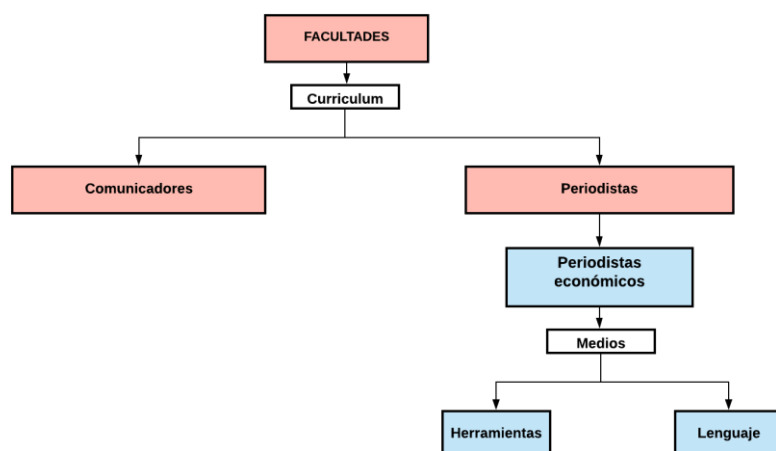 FACULTADES
Curriculum
Comunicadores
Periodistas
Periodistas
económicos
Medios
Herramientas
Lenguaje